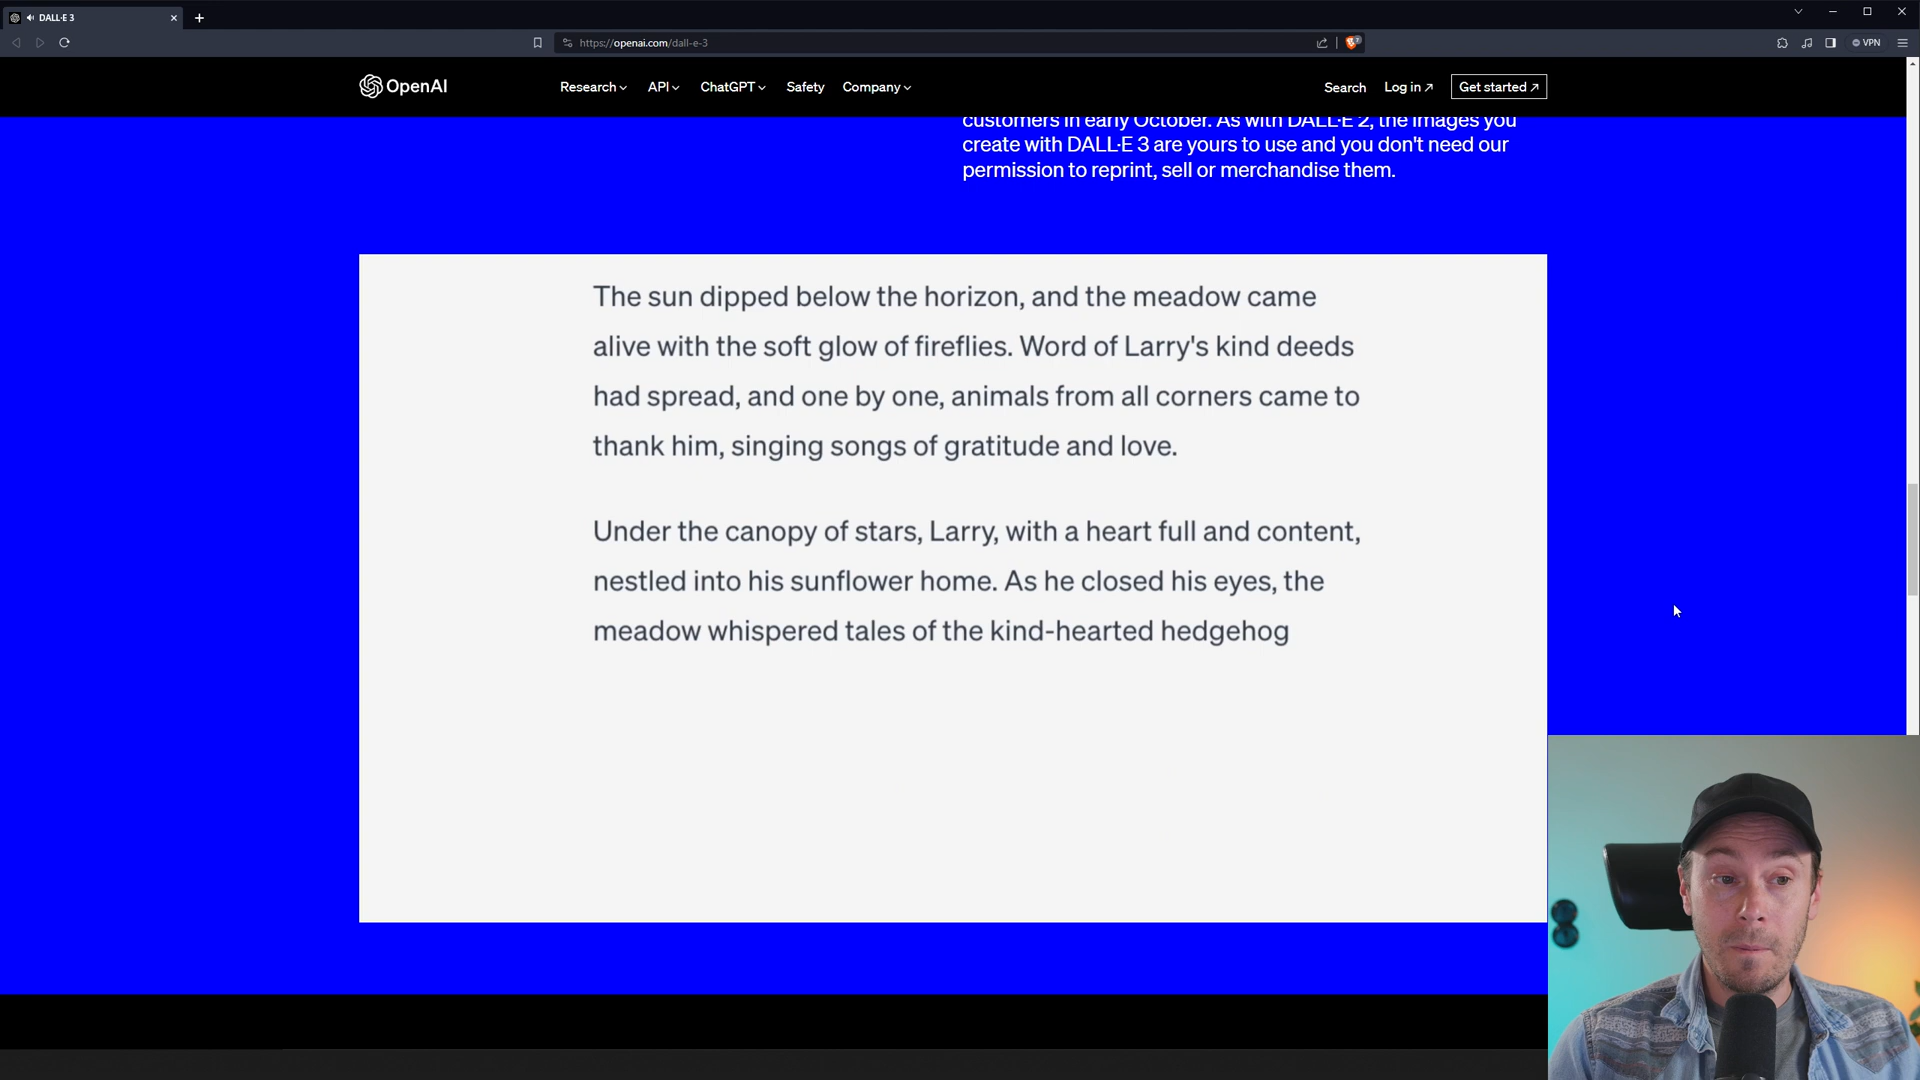 DALL·E 3
https://openai.com/dall-e-3
VPN
OpenAI
Research
API
ChatGPT
Safety
Company
Search
Log in ↗
Get started ↗
customers in early October. As with DALL·E 2, the images you
create with DALL·E 3 are yours to use and you don't need our
permission to reprint, sell or merchandise them.
The sun dipped below the horizon, and the meadow came
alive with the soft glow of fireflies. Word of Larry's kind deeds
had spread, and one by one, animals from all corners came to
thank him, singing songs of gratitude and love.
Under the canopy of stars, Larry, with a heart full and content,
nestled into his sunflower home. As he closed his eyes, the
meadow whispered tales of the kind-hearted hedgehog